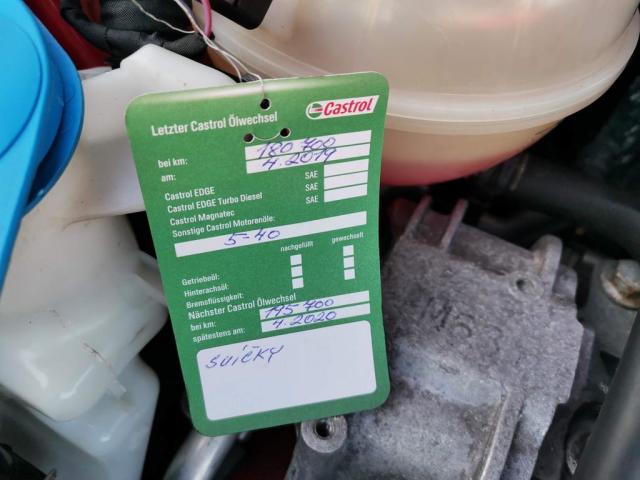 Castrol
Letzter Castrol Ölwechsel
bei km: 180 700
am: 4.2019
Castrol EDGE SAE
Castrol EDGE Turbo Diesel SAE
Castrol Magnatec SAE
Sonstige Castrol Motorenöle:
5-40
nachgefüllt gewechselt
Getriebeöl:
Hinterachsöl:
Bremsflüssigkeit:
Nächster Castrol Ölwechsel
bei km: 195 700
spätestens am: 4.2020
SVÍČKY